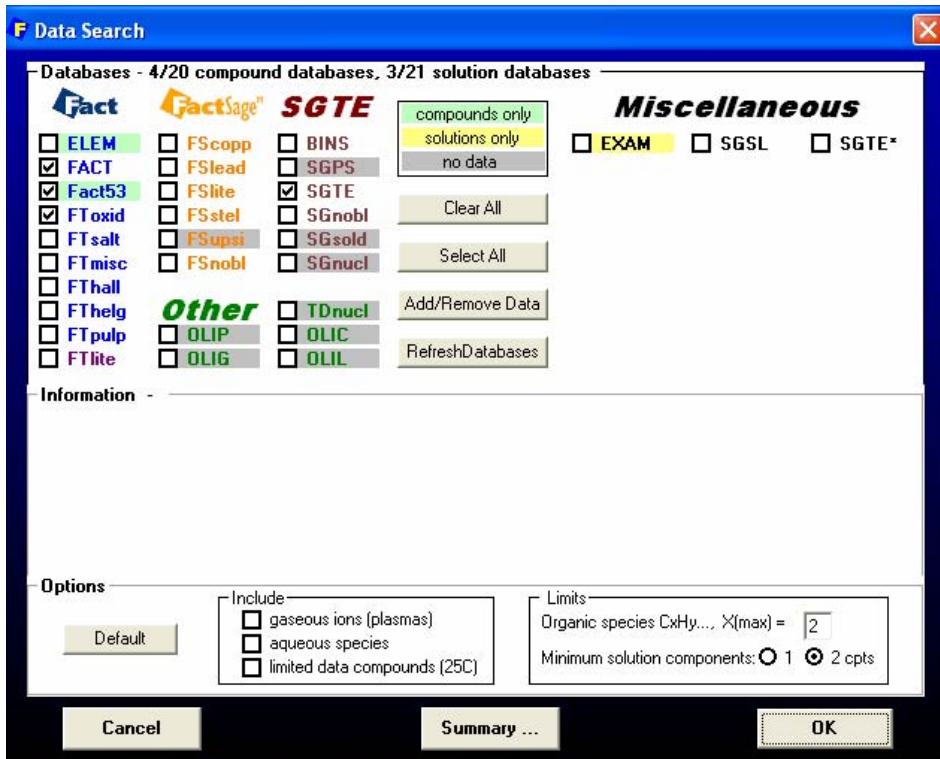 F Data Search
Databases - 4/20 compound databases, 3/21 solution databases
Fact FactSage™ SGTE Miscellaneous
compounds only
solutions only
no data
ELEM FScopp BINS EXAM SGSL SGTE*
FACT FSlead SGPS
Fact53 FSlite SGTE
FToxid FSstel SGnobl
FTsalt FSupsi SGsold
FTmisc FSnobl SGnucl
FThall
FThelg Other TDnucl
FTpulp OLIP OLIC
FTlite OLIG OLIL
Clear All
Select All
Add/Remove Data
RefreshDatabases
Information -
Options
Default
Include
gaseous ions (plasmas)
aqueous species
limited data compounds (25C)
Limits
Organic species CxHy..., X(max) = 2
Minimum solution components: 1 2 cpts
Cancel Summary ... OK